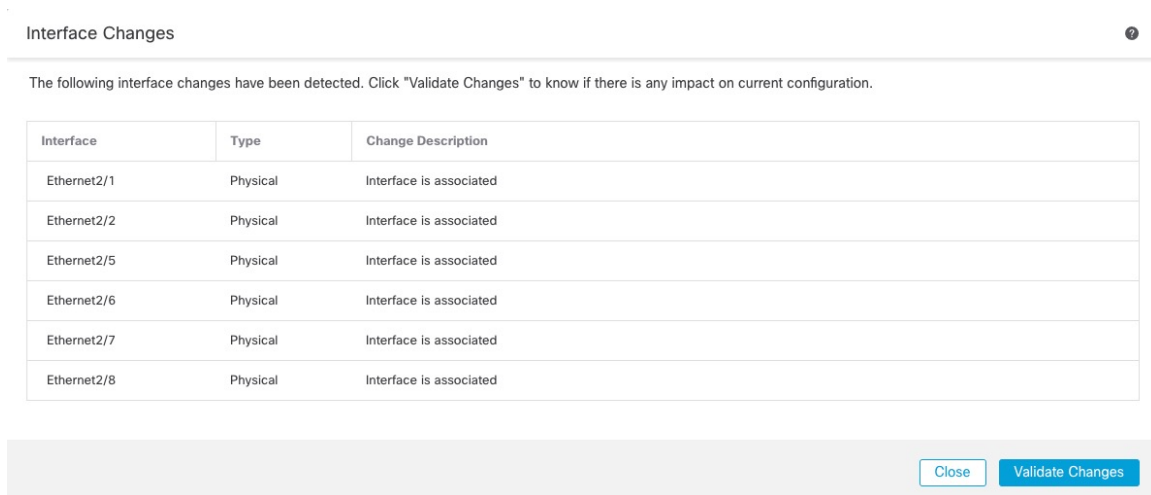 Interface Changes
The following interface changes have been detected. Click "Validate Changes" to know if there is any impact on current configuration.
Interface Type Change Description
Ethernet2/1 Physical Interface is associated
Ethernet2/2 Physical Interface is associated
Ethernet2/5 Physical Interface is associated
Ethernet2/6 Physical Interface is associated
Ethernet2/7 Physical Interface is associated
Ethernet2/8 Physical Interface is associated
Close Validate Changes